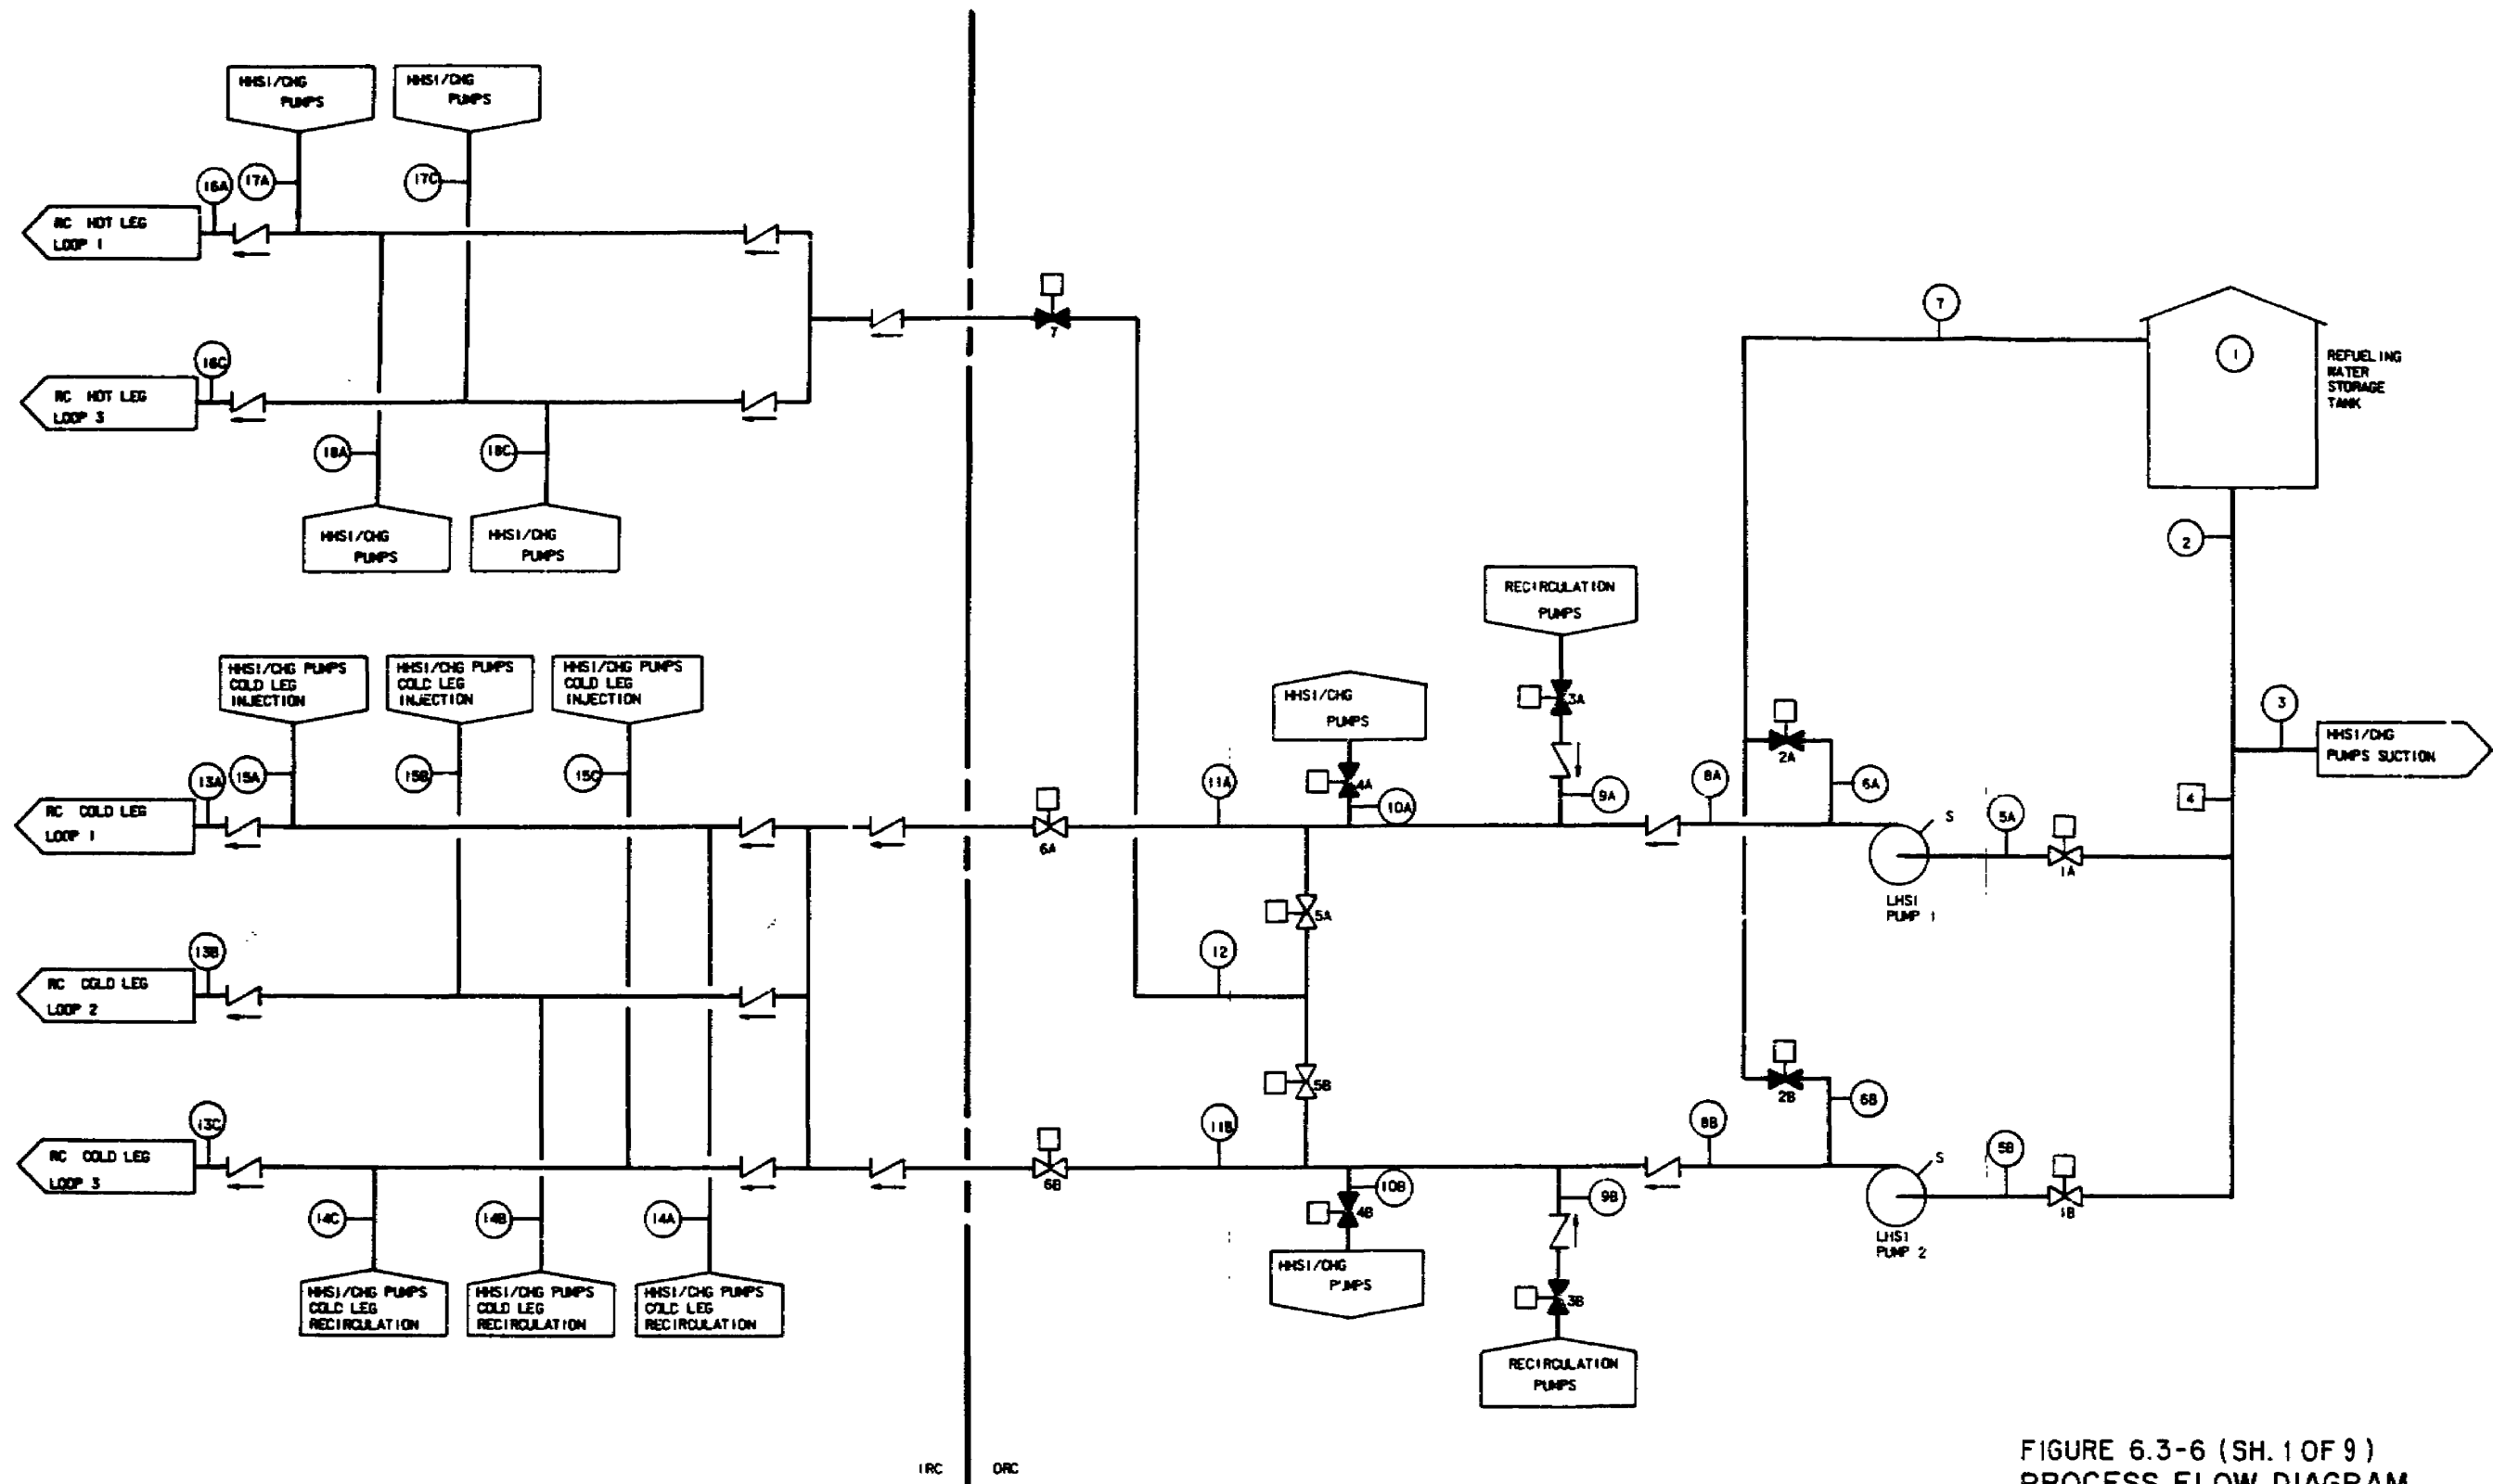 HHSI/CHG
PUMPS
HHSI/CHG
PUMPS
16A
17A
17C
RC HOT LEG
LOOP 1
7
16C
RC HOT LEG
LOOP 3
18A
18C
HHSI/CHG
PUMPS
HHSI/CHG
PUMPS
7
1
REFUELING
WATER
STORAGE
TANK
2
RECIRCULATION
PUMPS
HHSI/CHG PUMPS
COLD LEG
INJECTION
HHSI/CHG PUMPS
COLD LEG
INJECTION
HHSI/CHG PUMPS
COLD LEG
INJECTION
HHSI/CHG
PUMPS
3A
3
HHSI/CHG
PUMPS SUCTION
2A
13A
15A
15B
15C
11A
4A
10A
9A
8A
6A
4
RC COLD LEG
LOOP 1
6A
S
5A
1A
LHSI
PUMP 1
5A
13B
12
RC COLD LEG
LOOP 2
5B
2B
6B
13C
11B
8B
RC COLD LEG
LOOP 3
6B
10B
9B
S
5B
1B
14C
14B
14A
4B
LHSI
PUMP 2
HHSI/CHG
PUMPS
3B
HHSI/CHG PUMPS
COLD LEG
RECIRCULATION
HHSI/CHG PUMPS
COLD LEG
RECIRCULATION
HHSI/CHG PUMPS
COLD LEG
RECIRCULATION
RECIRCULATION
PUMPS
IRC
ORC
FIGURE 6.3-6 (SH. 1 OF 9)
PROCESS FLOW DIAGRAM